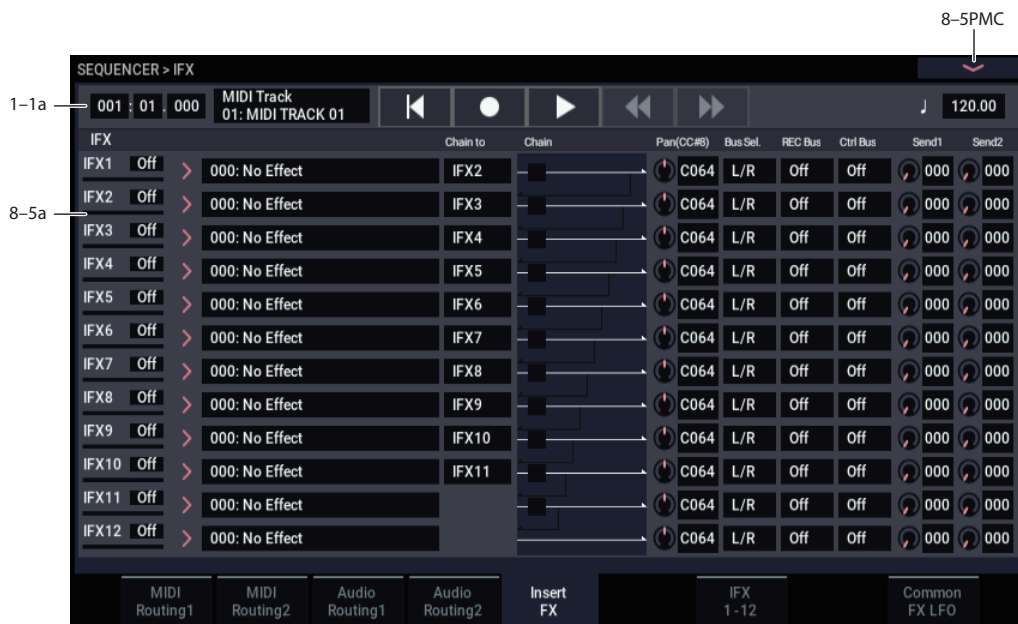 8–5PMC
SEQUENCER > IFX
1–1a
001 : 01 . 000
MIDI Track
01: MIDI TRACK 01
♩ 120.00
IFX Chain to Chain Pan(CC#8) Bus Sel. REC Bus Ctrl Bus Send1 Send2
IFX1 Off 000: No Effect IFX2 C064 L/R Off Off 000 000
IFX2 Off 000: No Effect IFX3 C064 L/R Off Off 000 000
8–5a
IFX3 Off 000: No Effect IFX4 C064 L/R Off Off 000 000
IFX4 Off 000: No Effect IFX5 C064 L/R Off Off 000 000
IFX5 Off 000: No Effect IFX6 C064 L/R Off Off 000 000
IFX6 Off 000: No Effect IFX7 C064 L/R Off Off 000 000
IFX7 Off 000: No Effect IFX8 C064 L/R Off Off 000 000
IFX8 Off 000: No Effect IFX9 C064 L/R Off Off 000 000
IFX9 Off 000: No Effect IFX10 C064 L/R Off Off 000 000
IFX10 Off 000: No Effect IFX11 C064 L/R Off Off 000 000
IFX11 Off 000: No Effect C064 L/R Off Off 000 000
IFX12 Off 000: No Effect C064 L/R Off Off 000 000
MIDI Routing1
MIDI Routing2
Audio Routing1
Audio Routing2
Insert FX
IFX 1-12
Common FX LFO